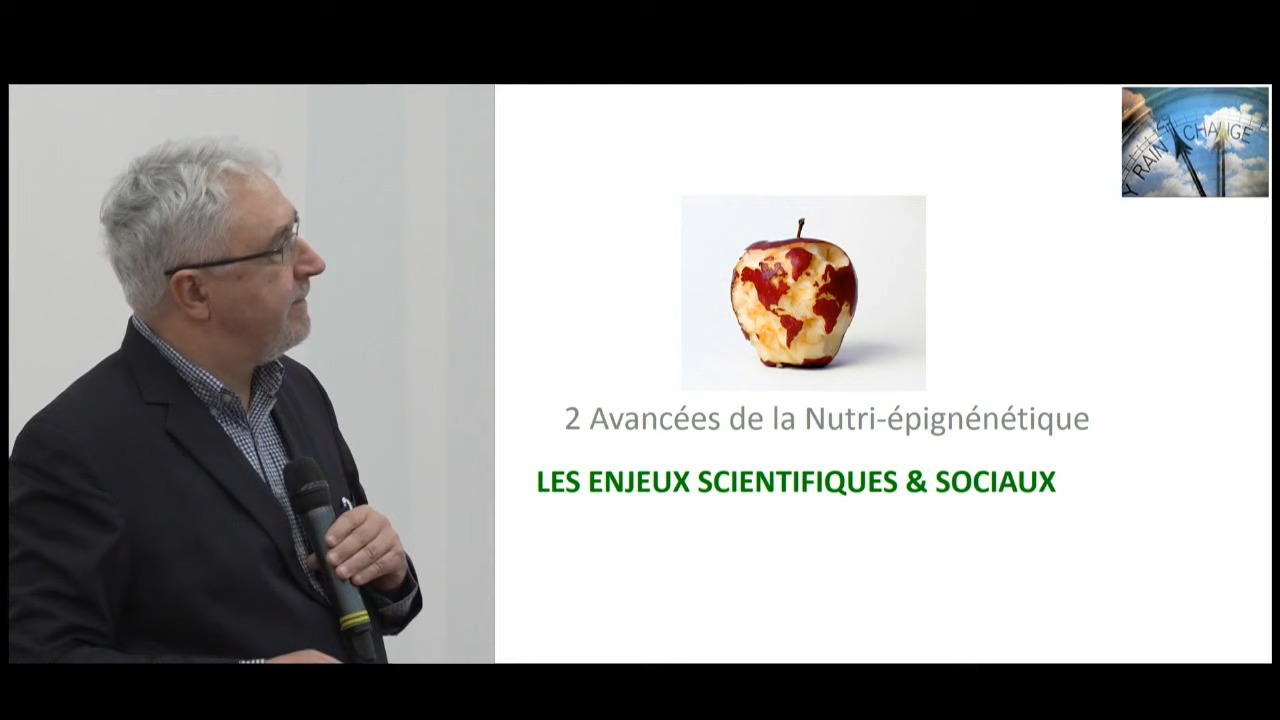 RAIN
CHANGE
2 Avancées de la Nutri-épignénétique
LES ENJEUX SCIENTIFIQUES & SOCIAUX